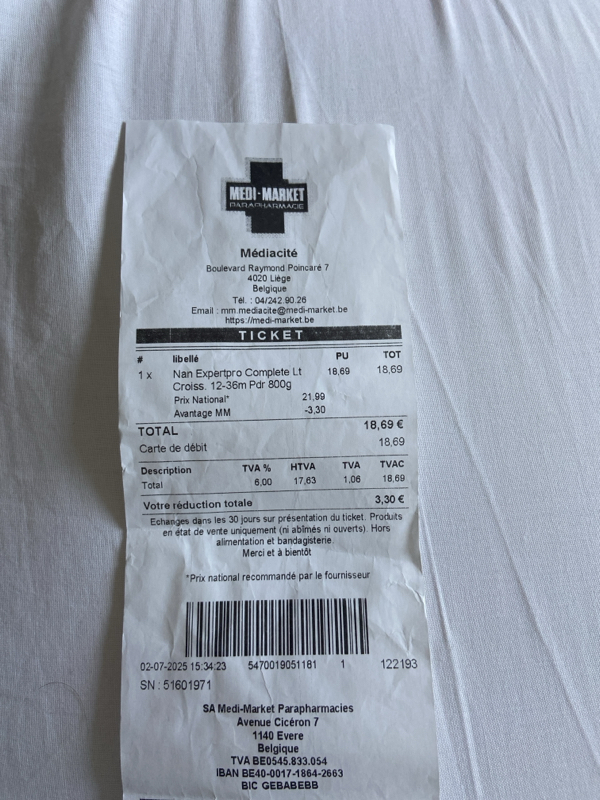 MEDI-MARKET
PARAPHARMACIE
Médiacité
Boulevard Raymond Poincaré 7
4020 Liège
Belgique
Tél. : 04/242.90.26
Email : mm.mediacite@medi-market.be
https://medi-market.be
TICKET
# libellé PU TOT
1 x Nan Expertpro Complete Lt 18,69 18,69
Croiss. 12-36m Pdr 800g
Prix National* 21,99
Avantage MM -3,30
TOTAL 18,69 €
Carte de débit 18,69
Description TVA % HTVA TVA TVAC
Total 6,00 17,63 1,06 18,69
Votre réduction totale 3,30 €
Echanges dans les 30 jours sur présentation du ticket. Produits
en état de vente uniquement (ni abîmés ni ouverts). Hors
alimentation et bandagisterie.
Merci et à bientôt
*Prix national recommandé par le fournisseur
02-07-2025 15:34:23 5470019051181 1 122193
SN : 51601971
SA Medi-Market Parapharmacies
Avenue Cicéron 7
1140 Evere
Belgique
TVA BE0545.833.054
IBAN BE40-0017-1864-2663
BIC GEBABEBB